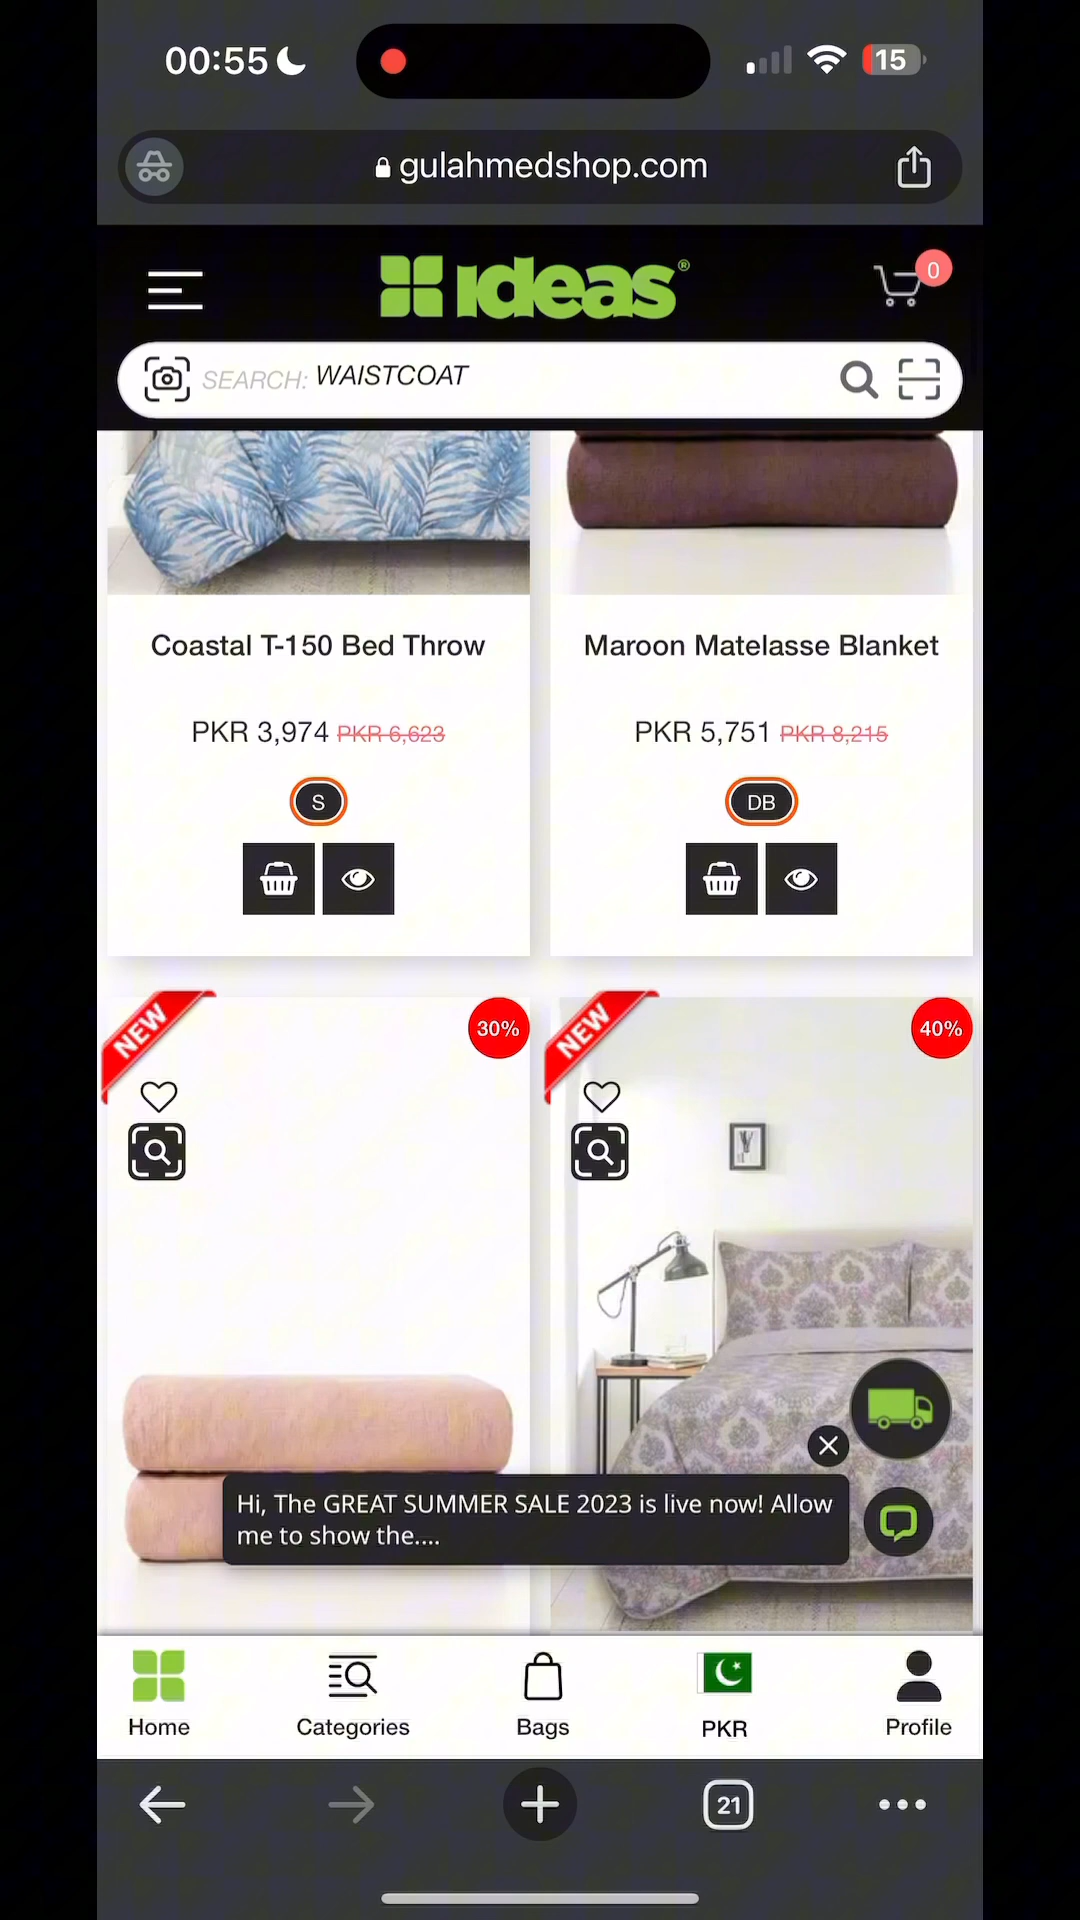 00:55
15
gulahmedshop.com
ideas®
0
SEARCH: WAISTCOAT
Coastal T-150 Bed Throw
PKR 3,974 PKR 6,623
S
Maroon Matelasse Blanket
PKR 5,751 PKR 8,215
DB
NEW
30%
NEW
40%
Hi, The GREAT SUMMER SALE 2023 is live now! Allow
me to show the....
Home
Categories
Bags
PKR
Profile
21